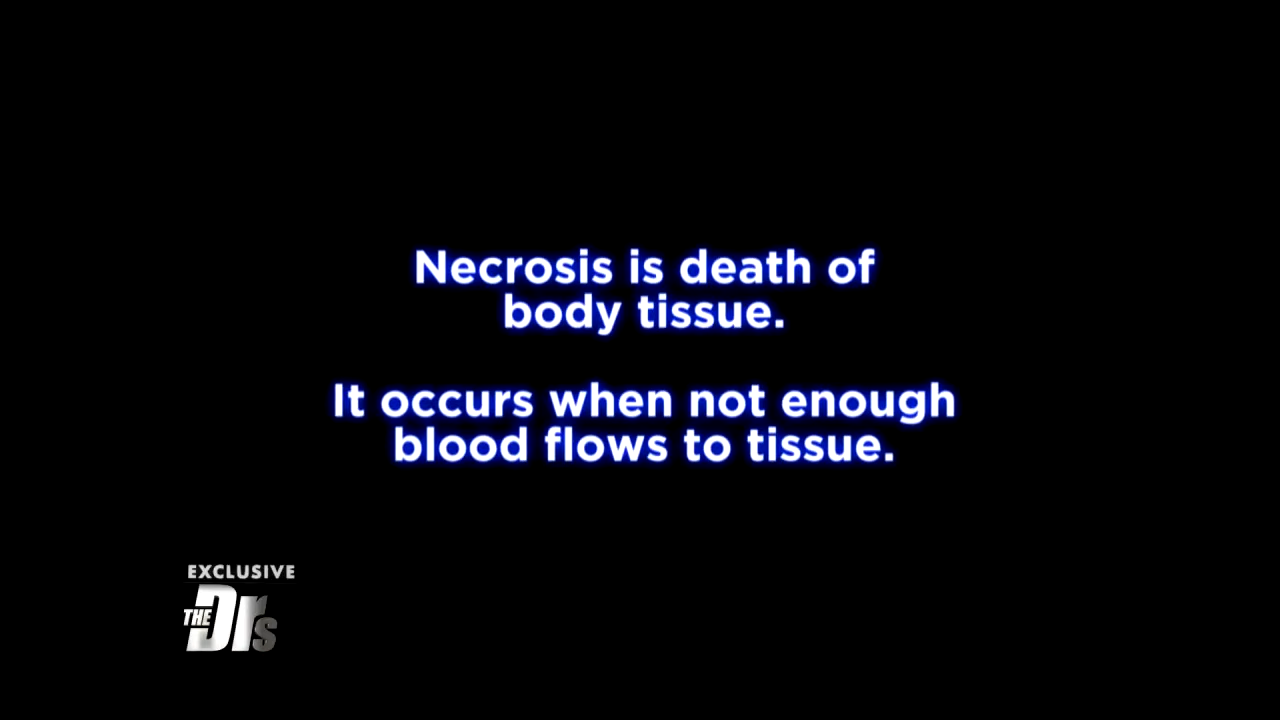 Necrosis is death of
body tissue.
It occurs when not enough
blood flows to tissue.
EXCLUSIVE
THE Drs